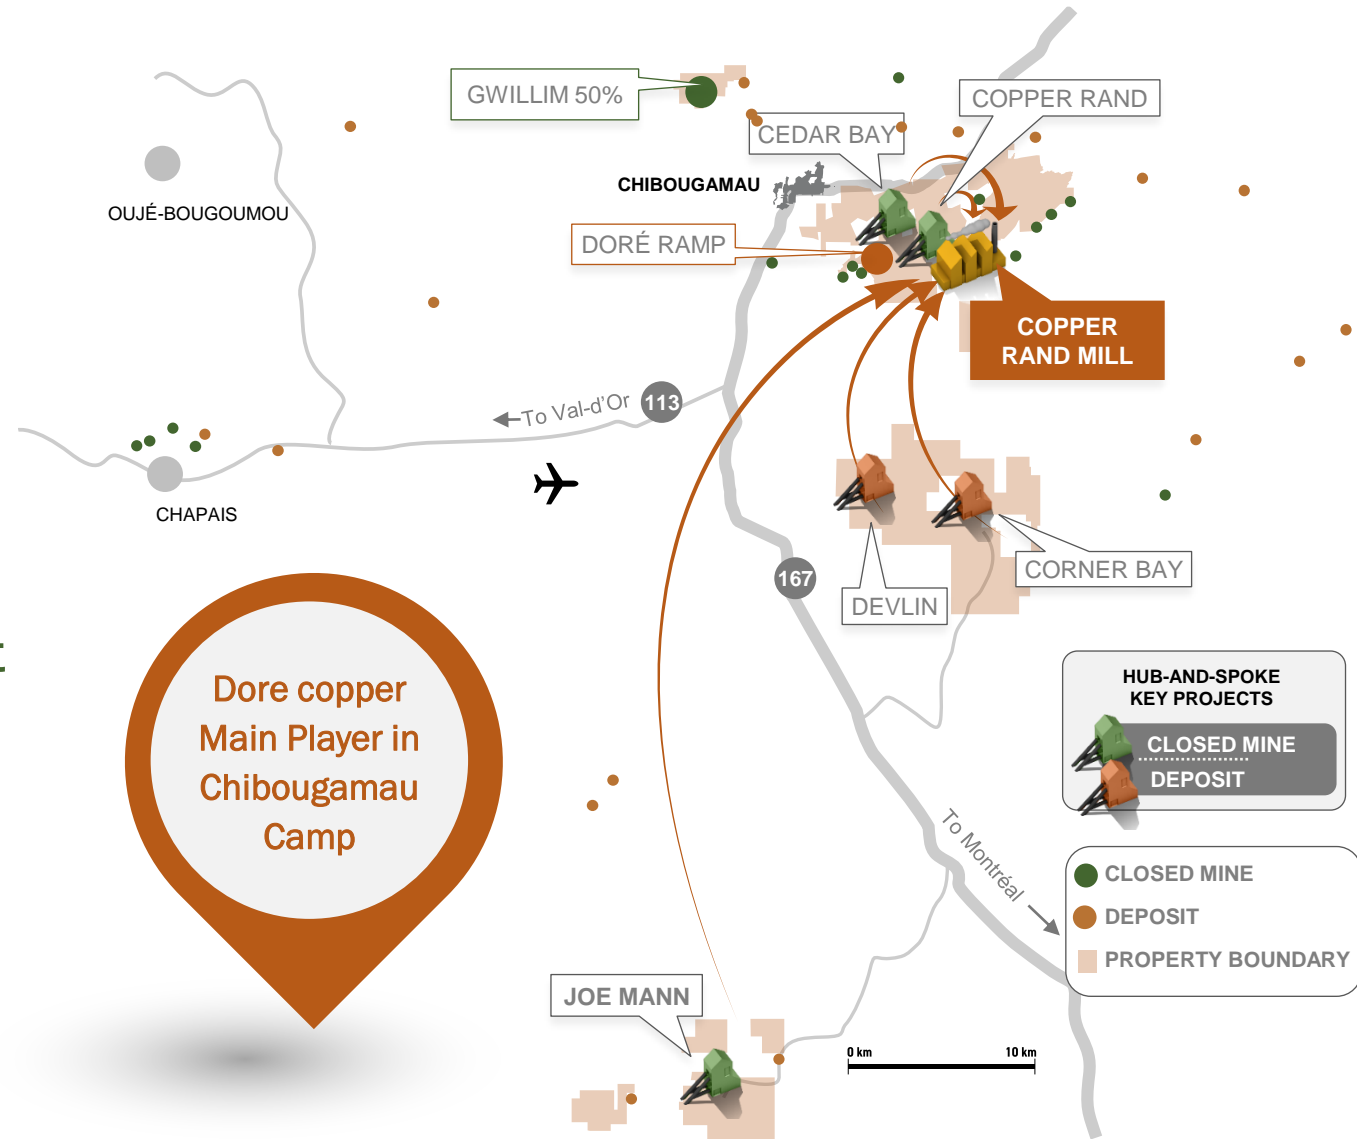 GWILLIM 50%
COPPER RAND
CEDAR BAY
CHIBOUGAMAU
OUJÉ-BOUGOUMOU
DORÉ RAMP
COPPER
RAND MILL
To Val-d'Or
113
CHAPAIS
CORNER BAY
167
DEVLIN
Dore copper
Main Player in
Chibougamau
Camp
HUB-AND-SPOKE
KEY PROJECTS
CLOSED MINE
DEPOSIT
To Montréal
CLOSED MINE
DEPOSIT
PROPERTY BOUNDARY
JOE MANN
0 km
10 km